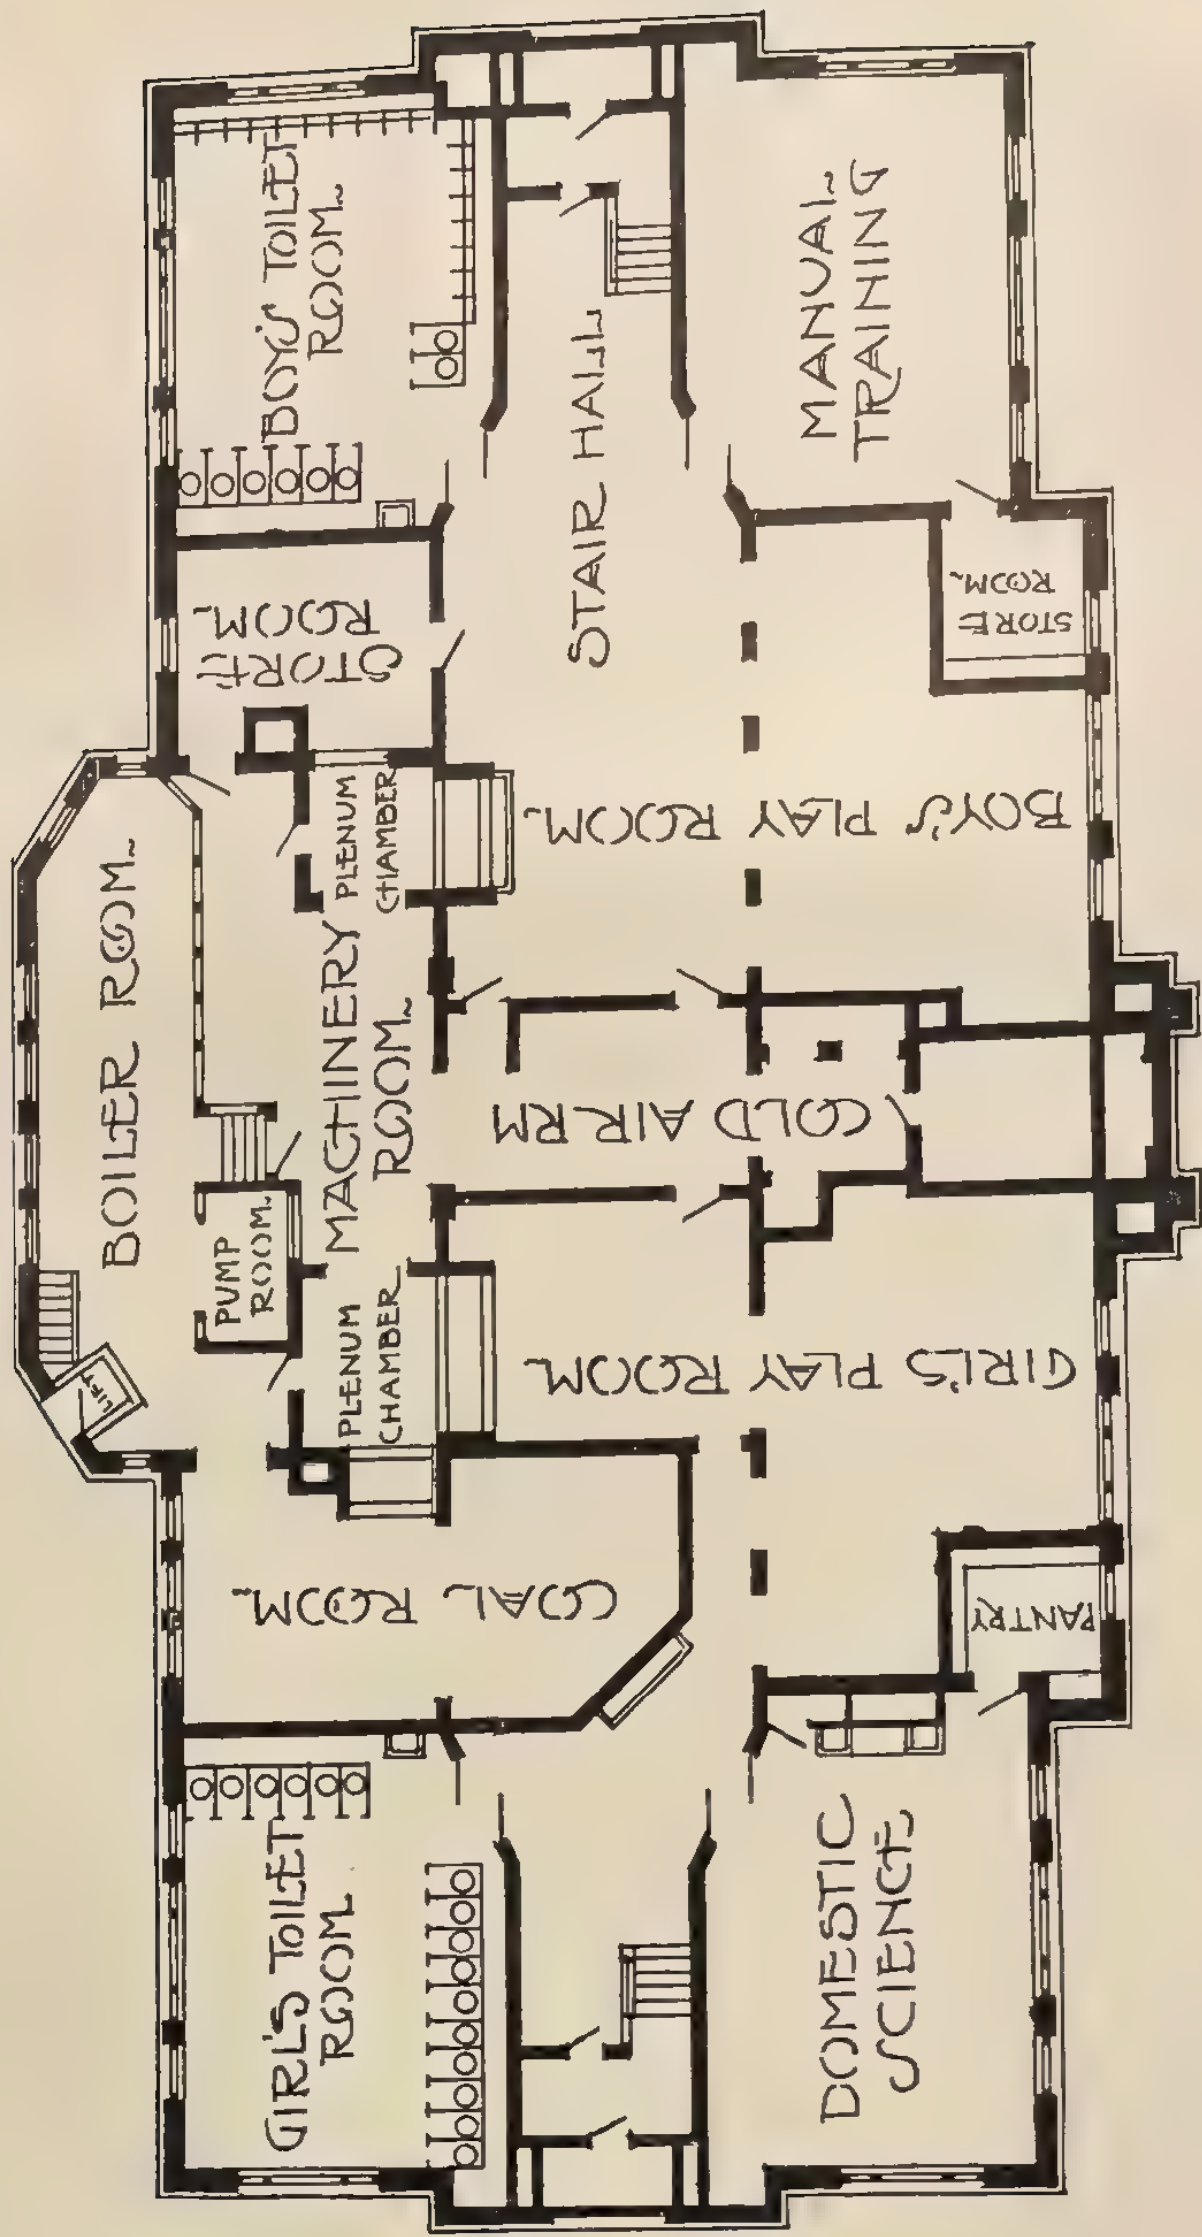 BOY'S TOILET
ROOM
STORE
ROOM
STAIR HALL
MANUAL
TRAINING
STORE
ROOM
BOY'S PLAY ROOM
BOILER ROOM
PLENUM
CHAMBER
MACHINERY
ROOM
COLD AIR RM
PUMP
ROOM
LIFT
PLENUM
CHAMBER
GIRL'S PLAY ROOM
COAL ROOM
PANTRY
GIRL'S TOILET
ROOM
DOMESTIC
SCIENCE